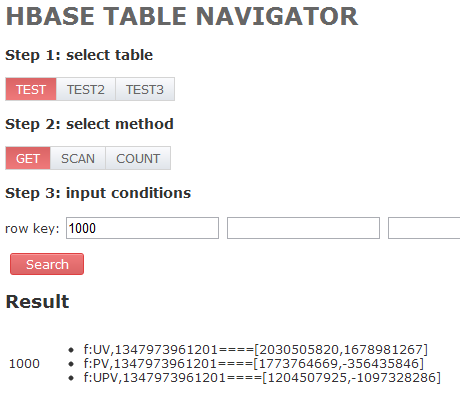 HBASE TABLE NAVIGATOR
Step 1: select table
TEST TEST2 TEST3
Step 2: select method
GET SCAN COUNT
Step 3: input conditions
row key: 1000
Search
Result
1000
• f:UV,1347973961201====[2030505820,1678981267]
• f:PV,1347973961201====[1773764669,-356435846]
• f:UPV,1347973961201====[1204507925,-1097328286]